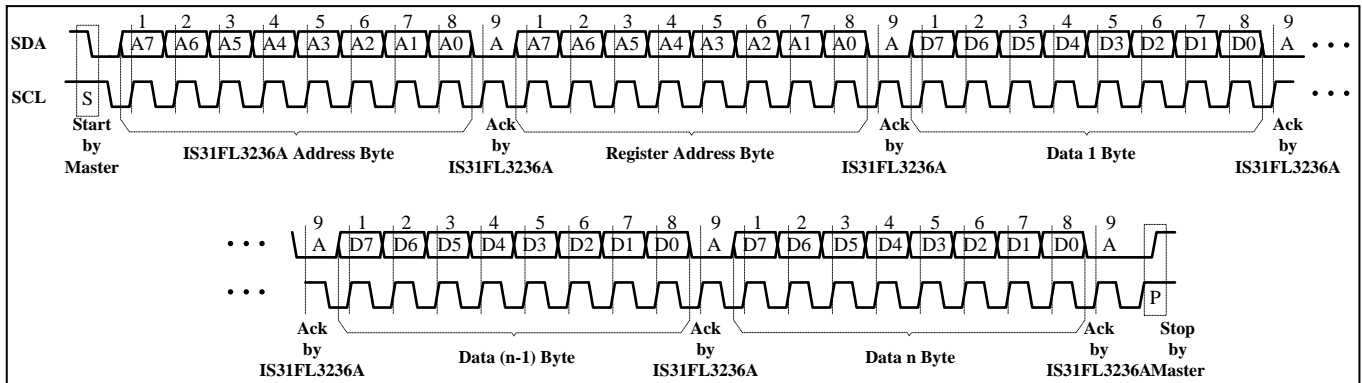 1 2 3 4 5 6 7 8 9 1 2 3 4 5 6 7 8 9 1 2 3 4 5 6 7 8 9
SDA A7 A6 A5 A4 A3 A2 A1 A0 A A7 A6 A5 A4 A3 A2 A1 A0 A D7 D6 D5 D4 D3 D2 D1 D0 A • • •
SCL S • • •
Start by Master
IS31FL3236A Address Byte
Ack by IS31FL3236A
Register Address Byte
Ack by IS31FL3236A
Data 1 Byte
Ack by IS31FL3236A
9 1 2 3 4 5 6 7 8 9 1 2 3 4 5 6 7 8 9
• • • A D7 D6 D5 D4 D3 D2 D1 D0 A D7 D6 D5 D4 D3 D2 D1 D0 A
• • • P
Ack by IS31FL3236A
Data (n-1) Byte
Ack by IS31FL3236A
Data n Byte
Ack by IS31FL3236A
Stop by Master